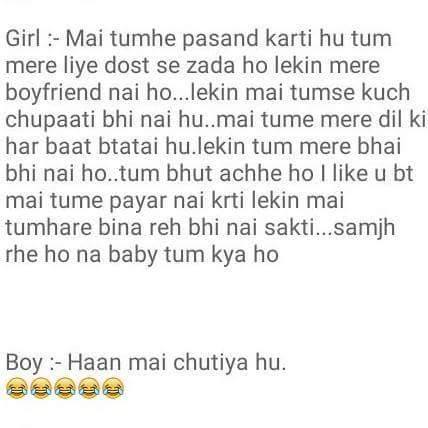 Girl :- Mai tumhe pasand karti hu tum
mere liye dost se zada ho lekin mere
boyfriend nai ho...lekin mai tumse kuch
chupaati bhi nai hu..mai tume mere dil ki
har baat btatai hu.lekin tum mere bhai
bhi nai ho..tum bhut achhe ho I like u bt
mai tume payar nai krti lekin mai
tumhare bina reh bhi nai sakti...samjh
rhe ho na baby tum kya ho
Boy :- Haan mai chutiya hu.
😂😂😂😂😂